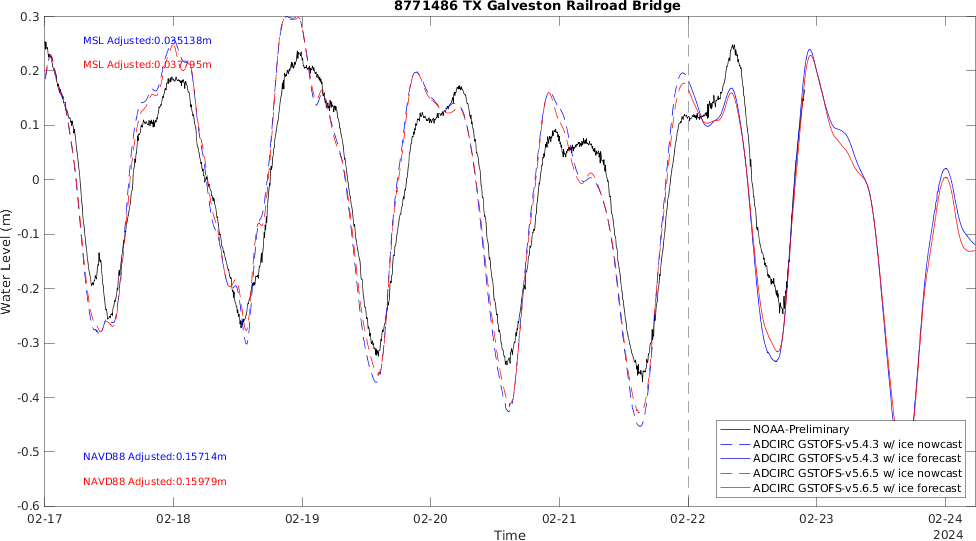 8771486 TX Galveston Railroad Bridge
0.3
MSL Adjusted:0.035138m
MSL Adjusted:0.037795m
0.2
0.1
0
-0.1
-0.2
-0.3
-0.4
-0.5
-0.6
Water Level (m)
NAVD88 Adjusted:0.15714m
NAVD88 Adjusted:0.15979m
NOAA-Preliminary
ADCIRC GSTOFS-v5.4.3 w/ ice nowcast
ADCIRC GSTOFS-v5.4.3 w/ ice forecast
ADCIRC GSTOFS-v5.6.5 w/ ice nowcast
ADCIRC GSTOFS-v5.6.5 w/ ice forecast
02-17 02-18 02-19 02-20 02-21 02-22 02-23 02-24
Time
2024